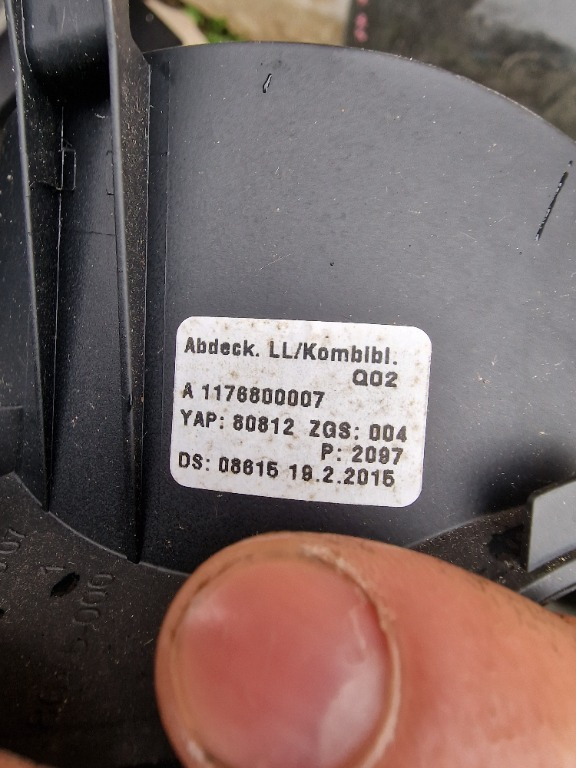 Abdeck. LL/Kombibl.
Q02
A 1176800007
YAP: 80812 ZGS: 004
P: 2097
DS: 08615 19.2.2015